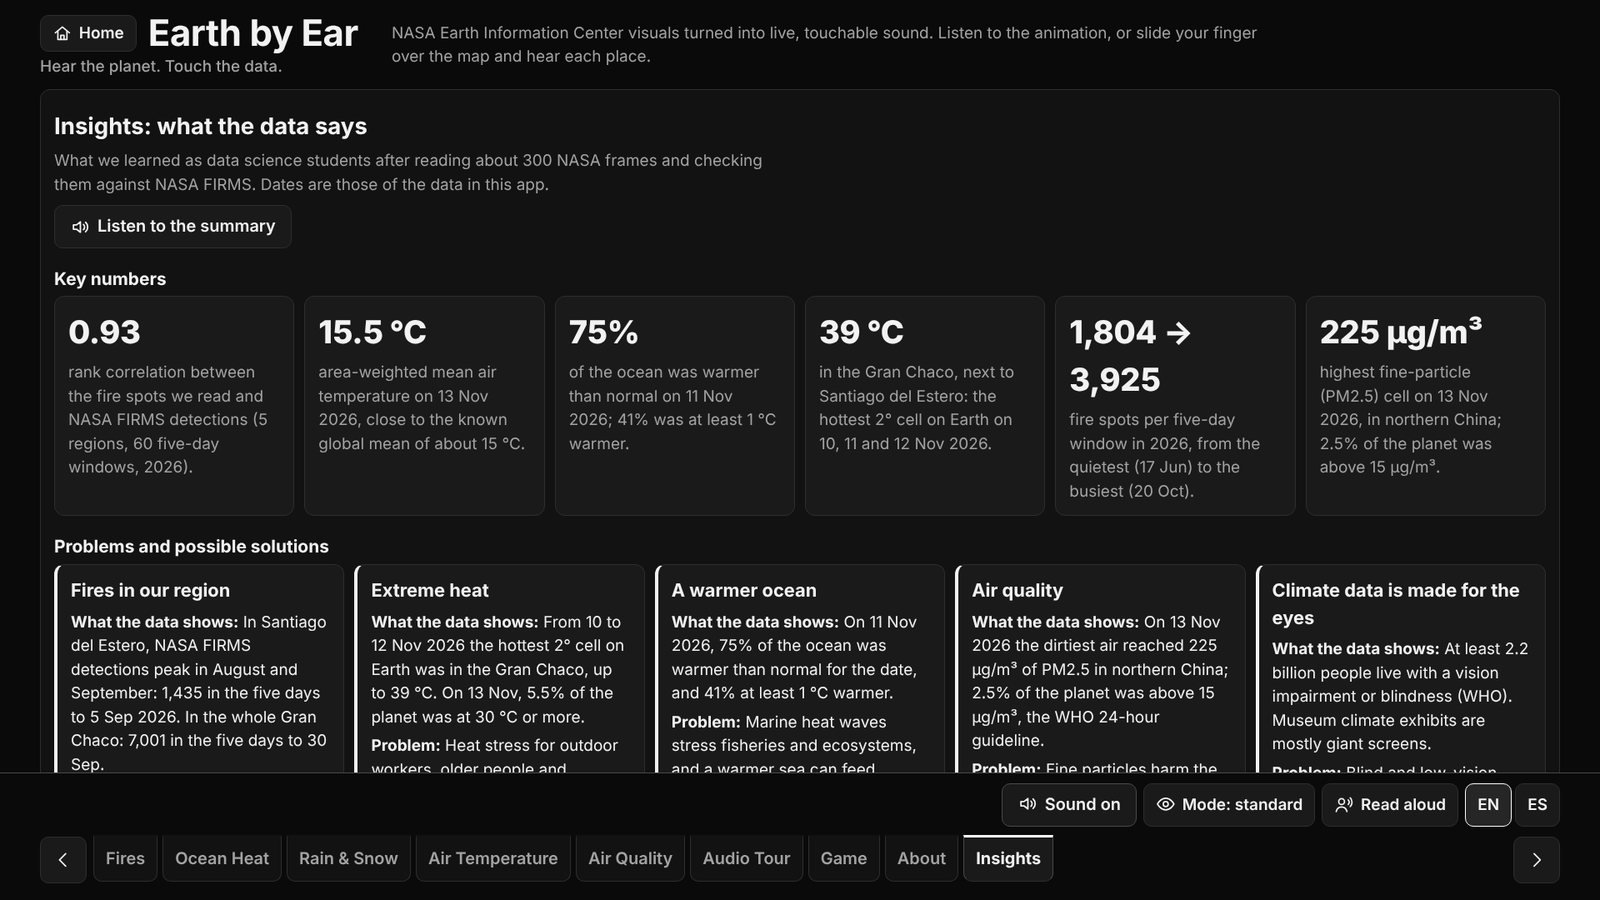 Home
Earth by Ear
Hear the planet. Touch the data.
NASA Earth Information Center visuals turned into live, touchable sound. Listen to the animation, or slide your finger
over the map and hear each place.
Insights: what the data says
What we learned as data science students after reading about 300 NASA frames and checking
them against NASA FIRMS. Dates are those of the data in this app.
Listen to the summary
Key numbers
0.93
rank correlation between
the fire spots we read and
NASA FIRMS detections (5
regions, 60 five-day
windows, 2026).
15.5 °C
area-weighted mean air
temperature on 13 Nov
2026, close to the known
global mean of about 15 °C.
75%
of the ocean was warmer
than normal on 11 Nov
2026; 41% was at least 1 °C
warmer.
39 °C
in the Gran Chaco, next to
Santiago del Estero: the
hottest 2° cell on Earth on
10, 11 and 12 Nov 2026.
1,804 →
3,925
fire spots per five-day
window in 2026, from the
quietest (17 Jun) to the
busiest (20 Oct).
225 µg/m³
highest fine-particle
(PM2.5) cell on 13 Nov
2026, in northern China;
2.5% of the planet was
above 15 µg/m³.
Problems and possible solutions
Fires in our region
What the data shows: In Santiago
del Estero, NASA FIRMS
detections peak in August and
September: 1,435 in the five days
to 5 Sep 2026. In the whole Gran
Chaco: 7,001 in the five days to 30
Sep.
Extreme heat
What the data shows: From 10 to
12 Nov 2026 the hottest 2° cell on
Earth was in the Gran Chaco, up
to 39 °C. On 13 Nov, 5.5% of the
planet was at 30 °C or more.
Problem: Heat stress for outdoor
workers, older people and
A warmer ocean
What the data shows: On 11 Nov
2026, 75% of the ocean was
warmer than normal for the date,
and 41% at least 1 °C warmer.
Problem: Marine heat waves
stress fisheries and ecosystems,
and a warmer sea can feed
Air quality
What the data shows: On 13 Nov
2026 the dirtiest air reached 225
µg/m³ of PM2.5 in northern China;
2.5% of the planet was above 15
µg/m³, the WHO 24-hour
guideline.
Problem: Fine particles harm the
Climate data is made for the
eyes
What the data shows: At least 2.2
billion people live with a vision
impairment or blindness (WHO).
Museum climate exhibits are
mostly giant screens.
Problem: Blind and low-vision
Sound on
Mode: standard
Read aloud
EN
ES
Fires
Ocean Heat
Rain & Snow
Air Temperature
Air Quality
Audio Tour
Game
About
Insights